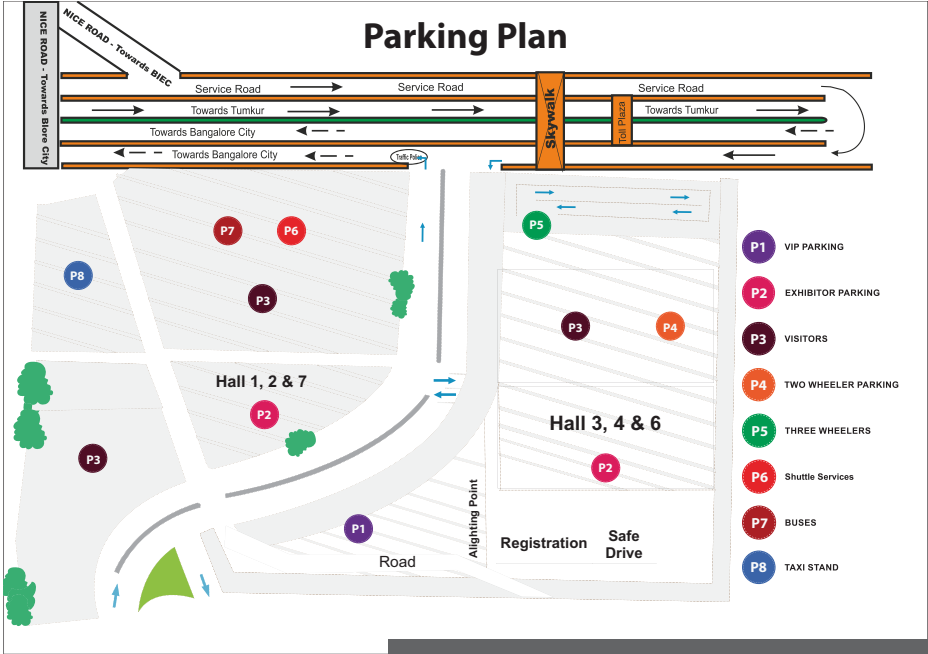 Parking Plan
NICE ROAD - Towards BIEC
NICE ROAD - Towards Blore City
Service Road
Service Road
Service Road
Towards Tumkur
Towards Tumkur
Skywalk
Toll Plaza
Towards Bangalore City
Towards Bangalore City
Traffic Police
P7
P6
P5
P8
P3
P3
P4
Hall 1, 2 & 7
P2
Hall 3, 4 & 6
P3
P2
P1
Alighting Point
Registration
Safe
Drive
Road
P1 VIP PARKING
P2 EXHIBITOR PARKING
P3 VISITORS
P4 TWO WHEELER PARKING
P5 THREE WHEELERS
P6 Shuttle Services
P7 BUSES
P8 TAXI STAND